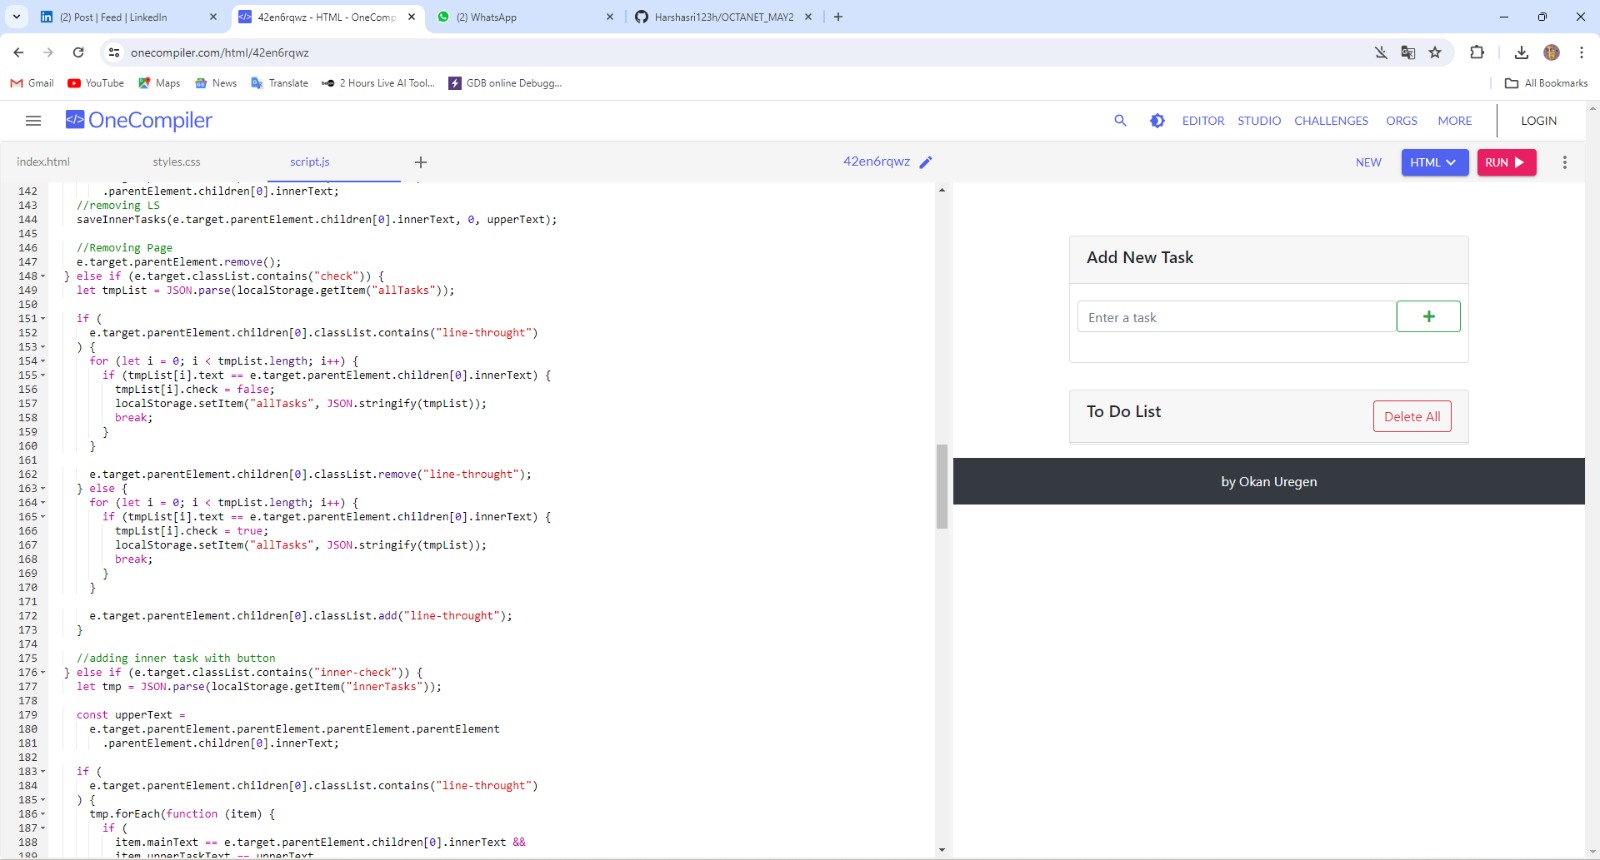 (2) Post | Feed | LinkedIn
42en6rqwz - HTML - OneComp
(2) WhatsApp
Harshasri123h/OCTANET_MAY2
onecompiler.com/html/42en6rqwz
Gmail
YouTube
Maps
News
Translate
2 Hours Live AI Tool...
GDB online Debugg...
All Bookmarks
</> OneCompiler
EDITOR
STUDIO
CHALLENGES
ORGS
MORE
LOGIN
index.html
styles.css
script.js
42en6rqwz
NEW
HTML
RUN
142 .parentElement.children[0].innerText;
143 //removing LS
144 saveInnerTasks(e.target.parentElement.children[0].innerText, 0, upperText);
145
146 //Removing Page
147 e.target.parentElement.remove();
148 } else if (e.target.classList.contains("check")) {
149 let tmpList = JSON.parse(localStorage.getItem("allTasks"));
150
151 if (
152 e.target.parentElement.children[0].classList.contains("line-throught")
153 ) {
154 for (let i = 0; i < tmpList.length; i++) {
155 if (tmpList[i].text == e.target.parentElement.children[0].innerText) {
156 tmpList[i].check = false;
157 localStorage.setItem("allTasks", JSON.stringify(tmpList));
158 break;
159 }
160 }
161
162 e.target.parentElement.children[0].classList.remove("line-throught");
163 } else {
164 for (let i = 0; i < tmpList.length; i++) {
165 if (tmpList[i].text == e.target.parentElement.children[0].innerText) {
166 tmpList[i].check = true;
167 localStorage.setItem("allTasks", JSON.stringify(tmpList));
168 break;
169 }
170 }
171
172 e.target.parentElement.children[0].classList.add("line-throught");
173 }
174
175 //adding inner task with button
176 } else if (e.target.classList.contains("inner-check")) {
177 let tmp = JSON.parse(localStorage.getItem("innerTasks"));
178
179 const upperText =
180 e.target.parentElement.parentElement.parentElement.parentElement
181 .parentElement.children[0].innerText;
182
183 if (
184 e.target.parentElement.children[0].classList.contains("line-throught")
185 ) {
186 tmp.forEach(function (item) {
187 if (
188 item.mainText == e.target.parentElement.children[0].innerText &&
189 item.upperTaskText == upperText
Add New Task
Enter a task
+
To Do List
Delete All
by Okan Uregen